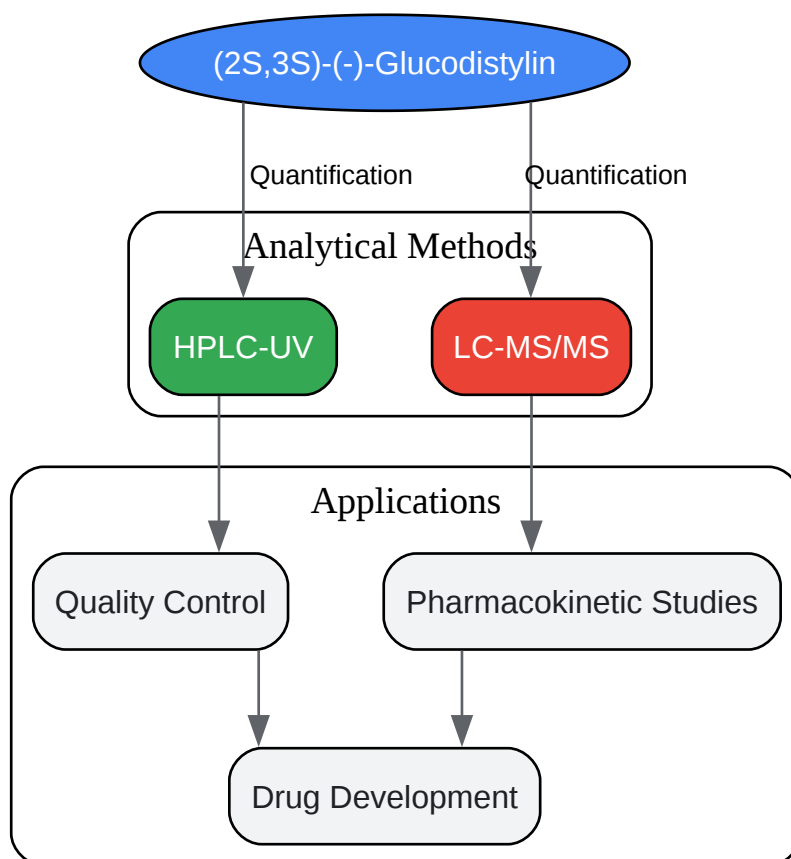 (2S,3S)-(-)-Glucodistylin
Quantification
Quantification
Analytical Methods
HPLC-UV
LC-MS/MS
Applications
Quality Control
Pharmacokinetic Studies
Drug Development